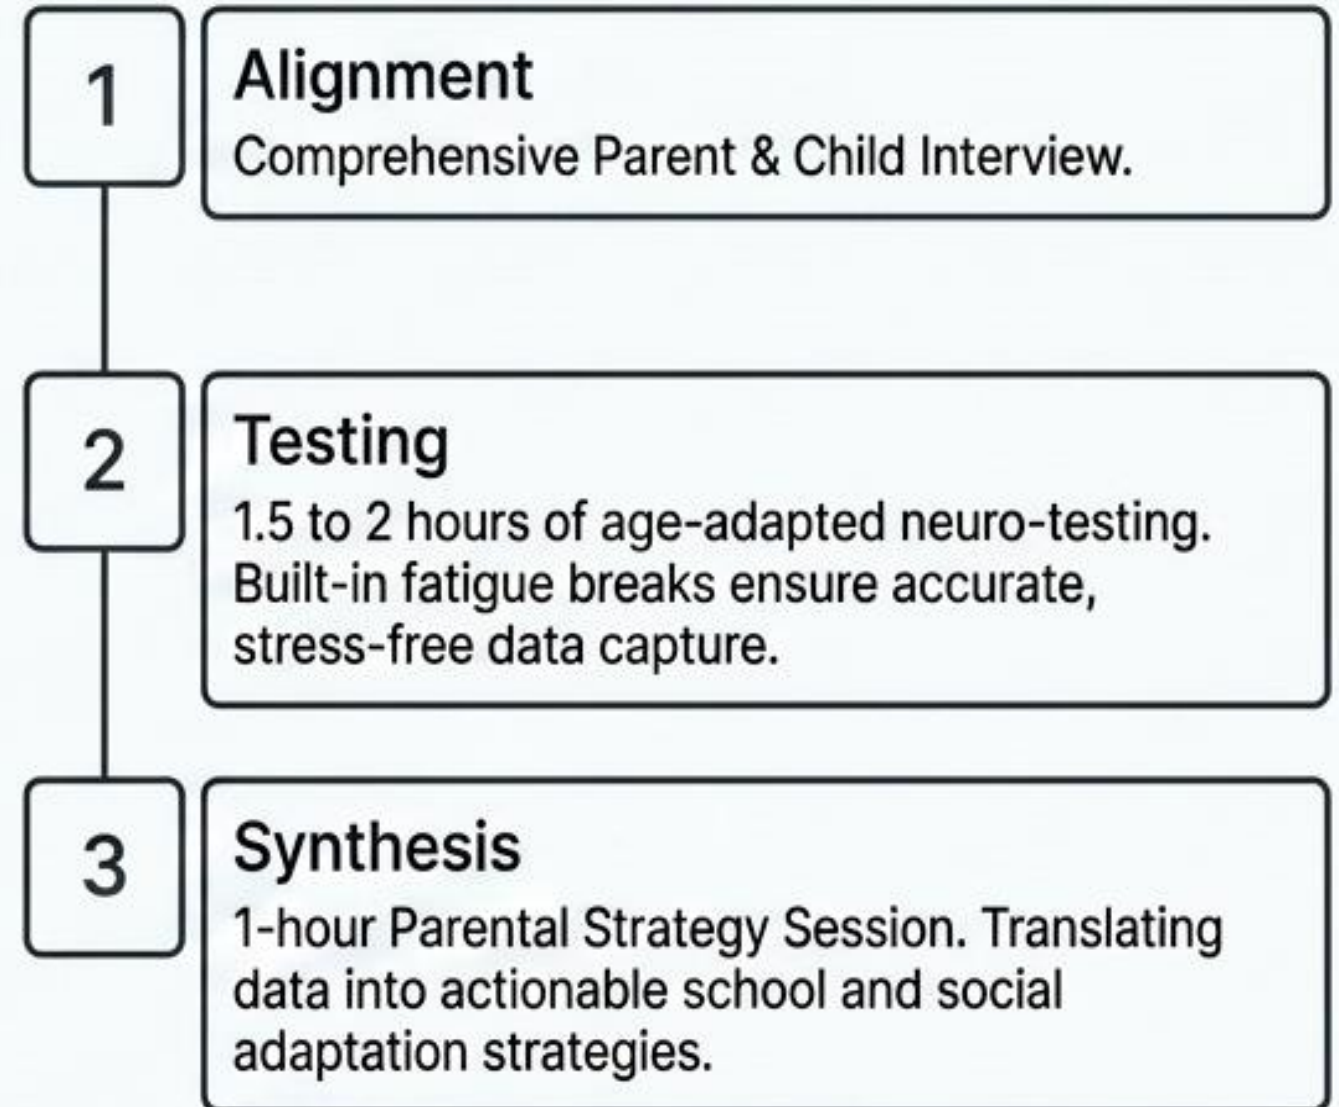 1
Alignment
Comprehensive Parent & Child Interview.
2
Testing
1.5 to 2 hours of age-adapted neuro-testing.
Built-in fatigue breaks ensure accurate,
stress-free data capture.
3
Synthesis
1-hour Parental Strategy Session. Translating
data into actionable school and social
adaptation strategies.